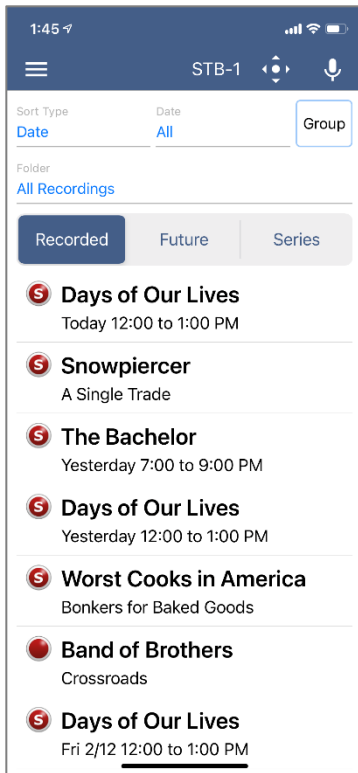 1:45
STB-1
Sort Type
Date
Date
All
Group
Folder
All Recordings
Recorded
Future
Series
S
Days of Our Lives
Today 12:00 to 1:00 PM
S
Snowpiercer
A Single Trade
S
The Bachelor
Yesterday 7:00 to 9:00 PM
S
Days of Our Lives
Yesterday 12:00 to 1:00 PM
S
Worst Cooks in America
Bonkers for Baked Goods
Band of Brothers
Crossroads
S
Days of Our Lives
Fri 2/12 12:00 to 1:00 PM